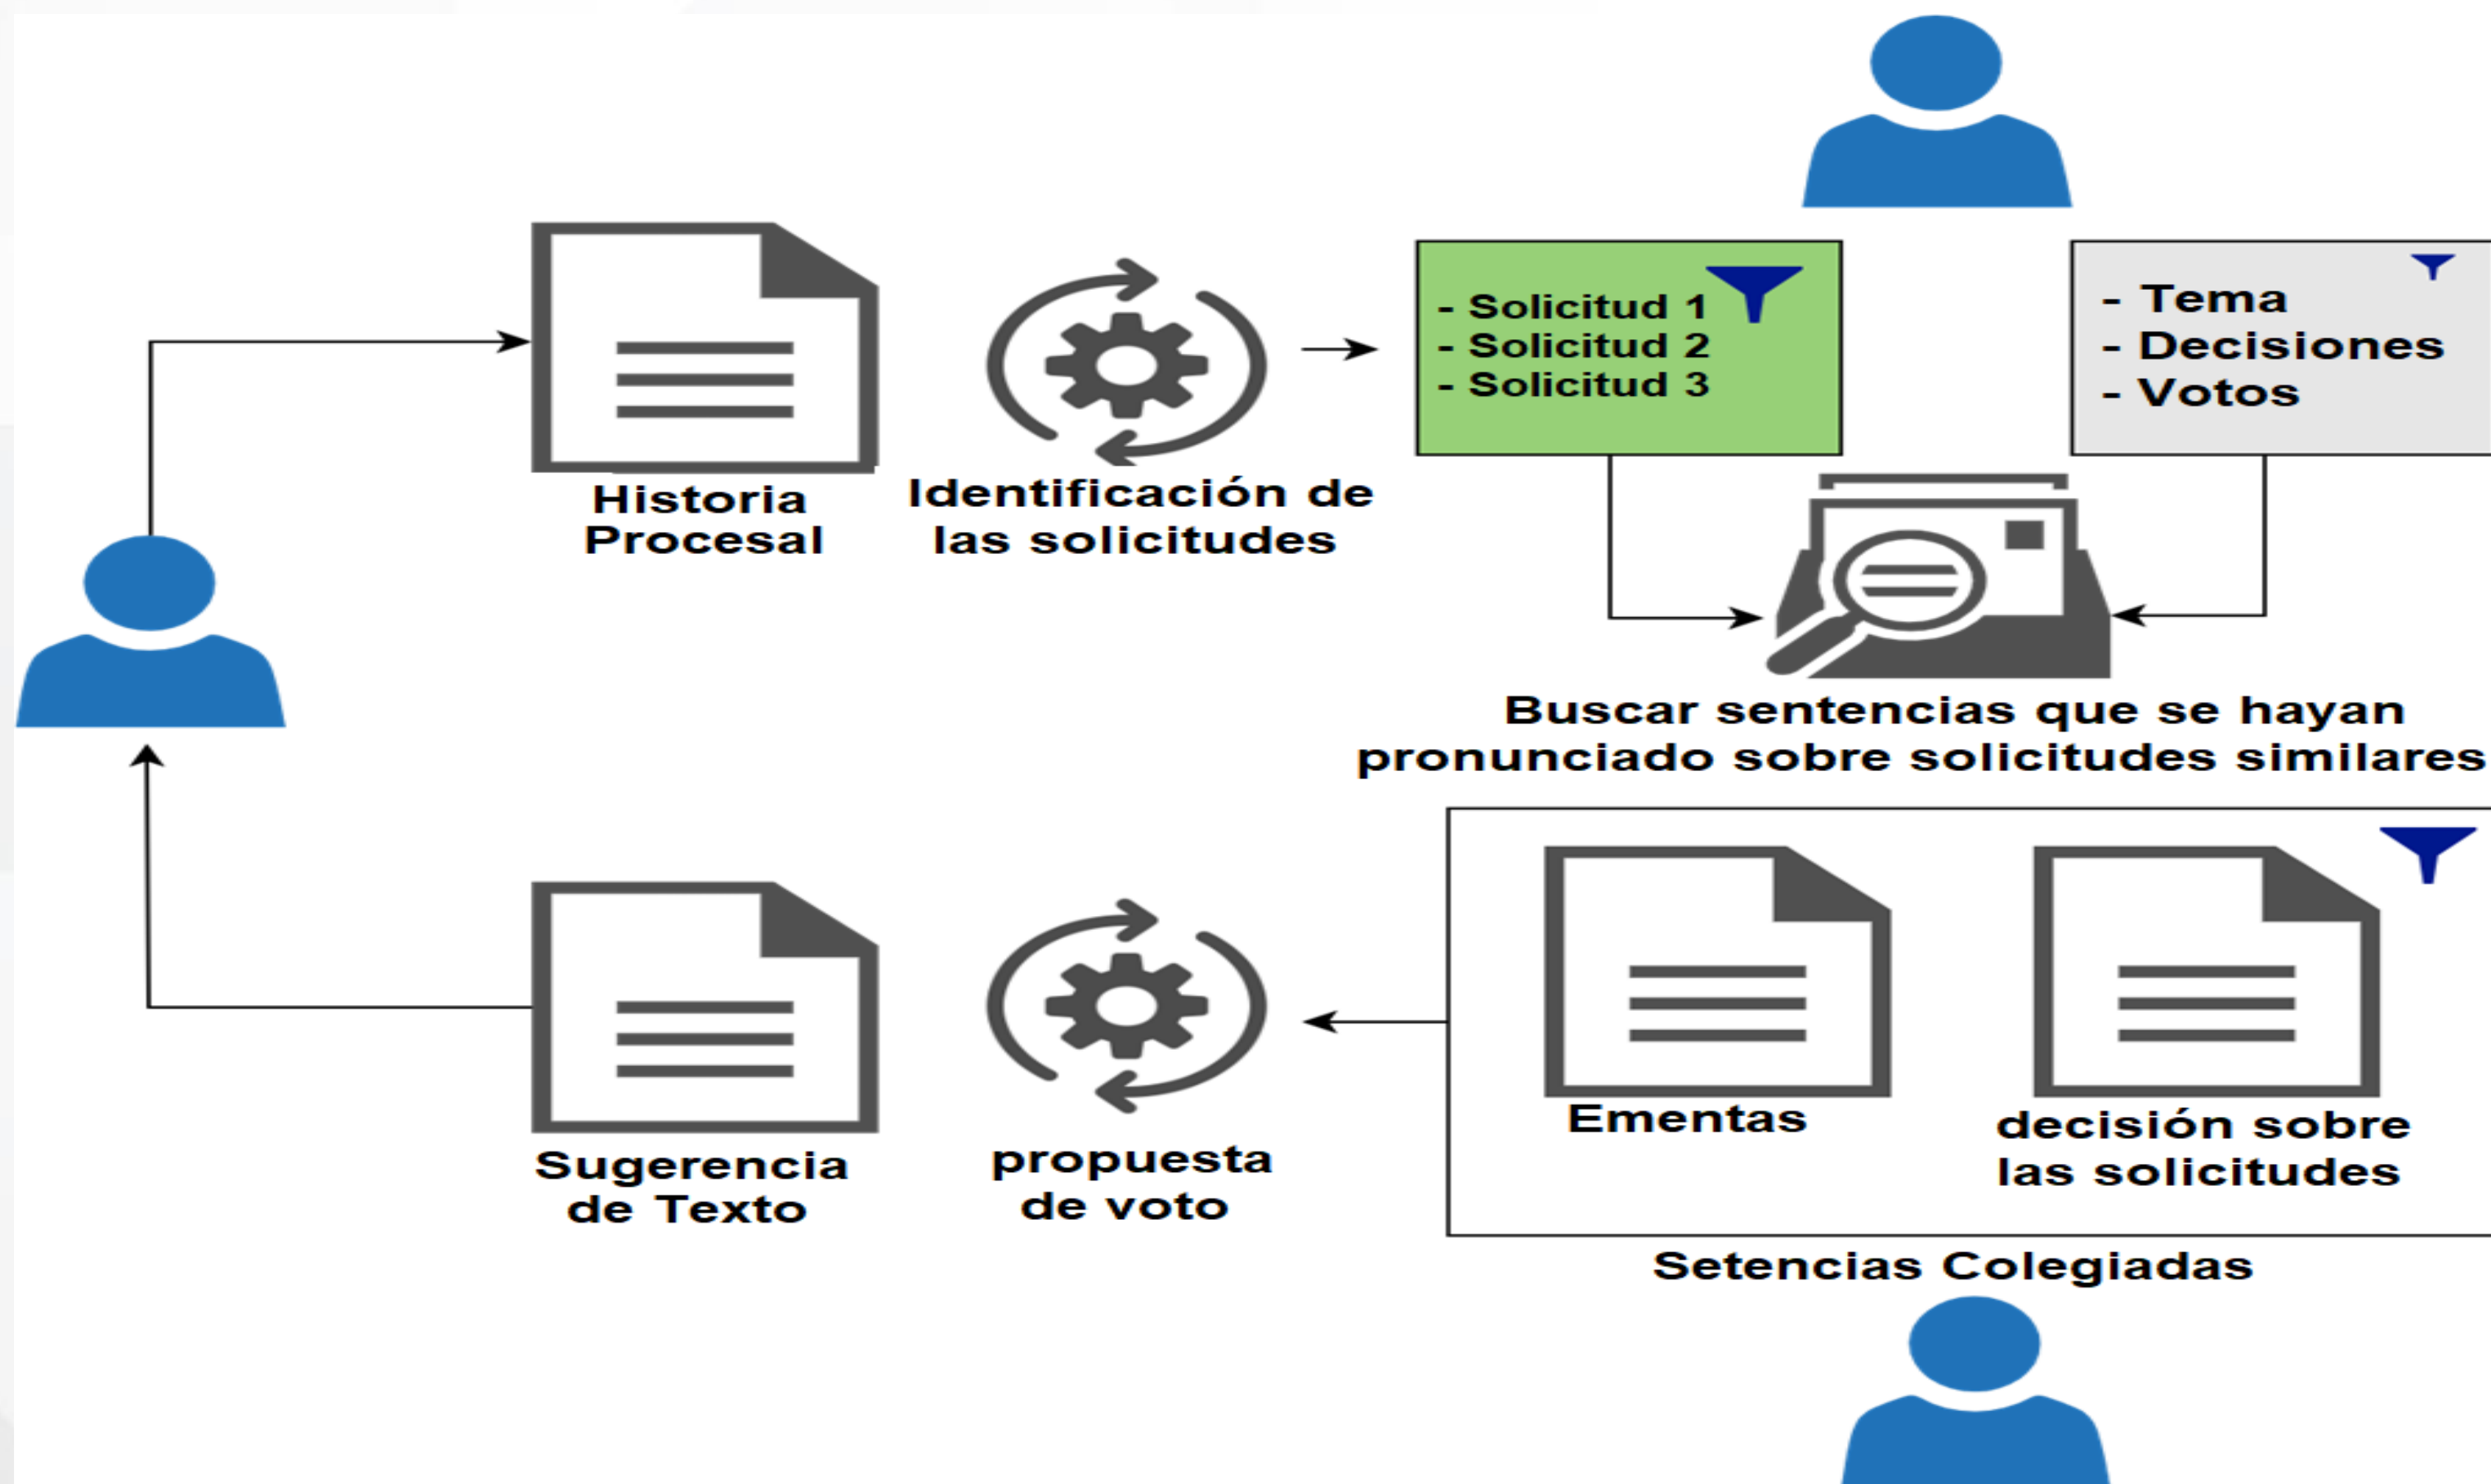 Historia
Procesal
Identificación de
las solicitudes
- Solicitud 1
- Solicitud 2
- Solicitud 3
- Tema
- Decisiones
- Votos
Buscar sentencias que se hayan
pronunciado sobre solicitudes similares
Ementas
decisión sobre
las solicitudes
Setencias Colegiadas
propuesta
de voto
Sugerencia
de Texto